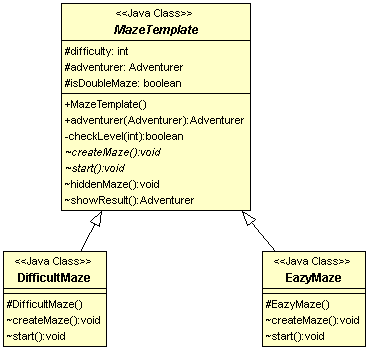 <<Java Class>>
MazeTemplate
#difficulty: int
#adventurer: Adventurer
#isDoubleMaze: boolean
+MazeTemplate()
+adventurer(Adventurer):Adventurer
-checkLevel(int):boolean
~createMaze():void
~start():void
~hiddenMaze():void
~showResult():Adventurer
<<Java Class>>
DifficultMaze
#DifficultMaze()
~createMaze():void
~start():void
<<Java Class>>
EazyMaze
#EazyMaze()
~createMaze():void
~start():void